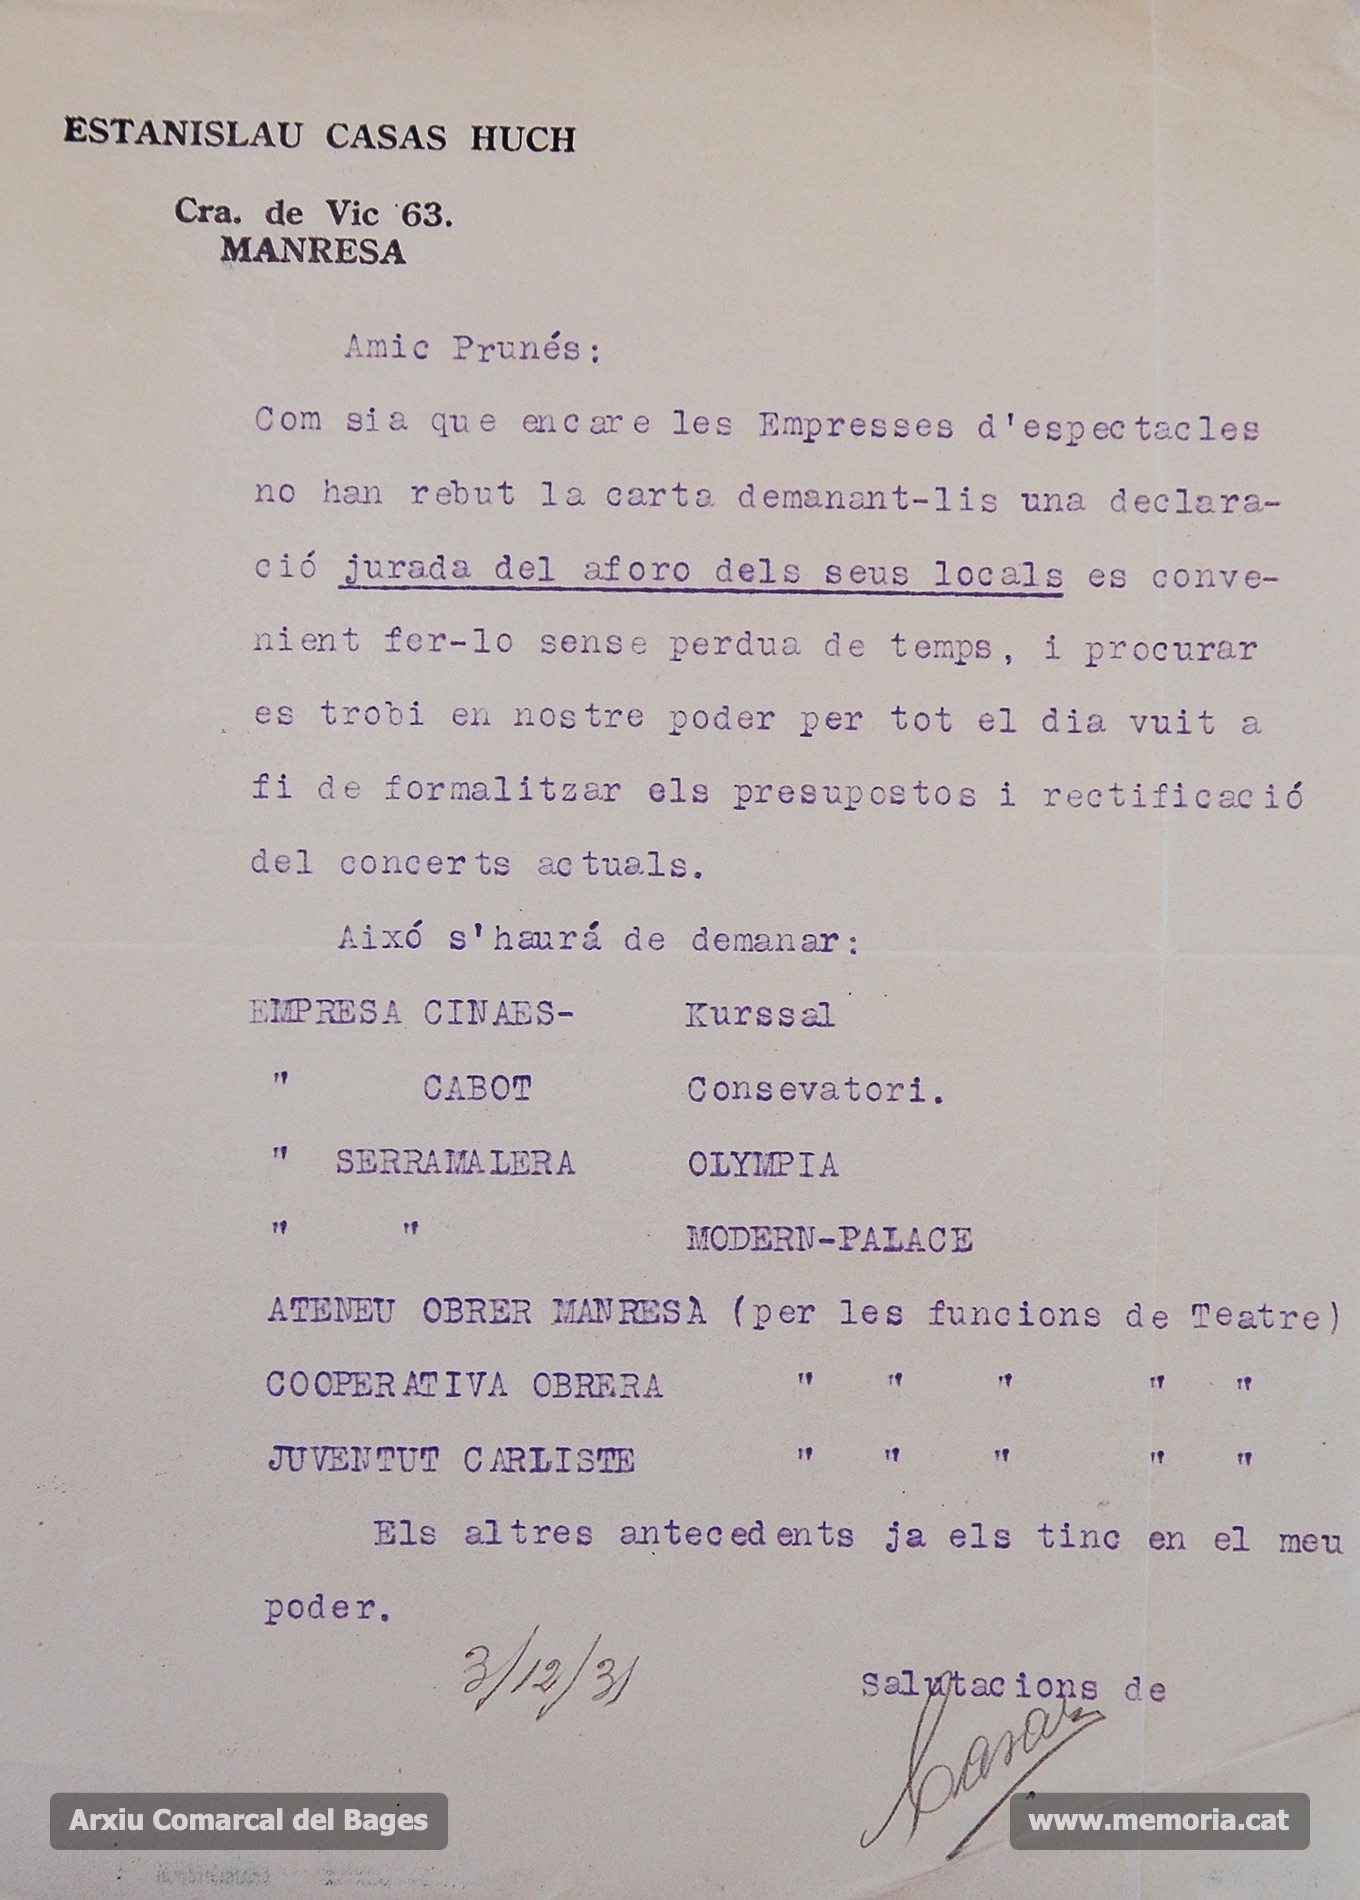 ESTANISLAU CASAS HUCH
Cra. de Vic 63.
MANRESA
Amic Prunés:
Com sia que encare les Empresses d'espectacles
no han rebut la carta demanant-lis una declara-
ció jurada del aforo dels seus locals es conve-
nient fer-lo sense perdua de temps, i procurar
es trobi en nostre poder per tot el dia vuit a
fi de formalitzar els presupostos i rectificació
del concerts actuals.
Aixó s'haurá de demanar:
EMPRESA CINAES- Kurssal
" CABOT Consevatori.
" SERRAMALERA OLYMPIA
" " MODERN-PALACE
ATENEU OBRER MANRESA (per les funcions de Teatre)
COOPERATIVA OBRERA " " " " "
JUVENTUT CARLISTE " " " " "
Els altres antecedents ja els tinc en el meu
poder.
3/12/31
Salutacions de
Casas
Arxiu Comarcal del Bages
www.memoria.cat